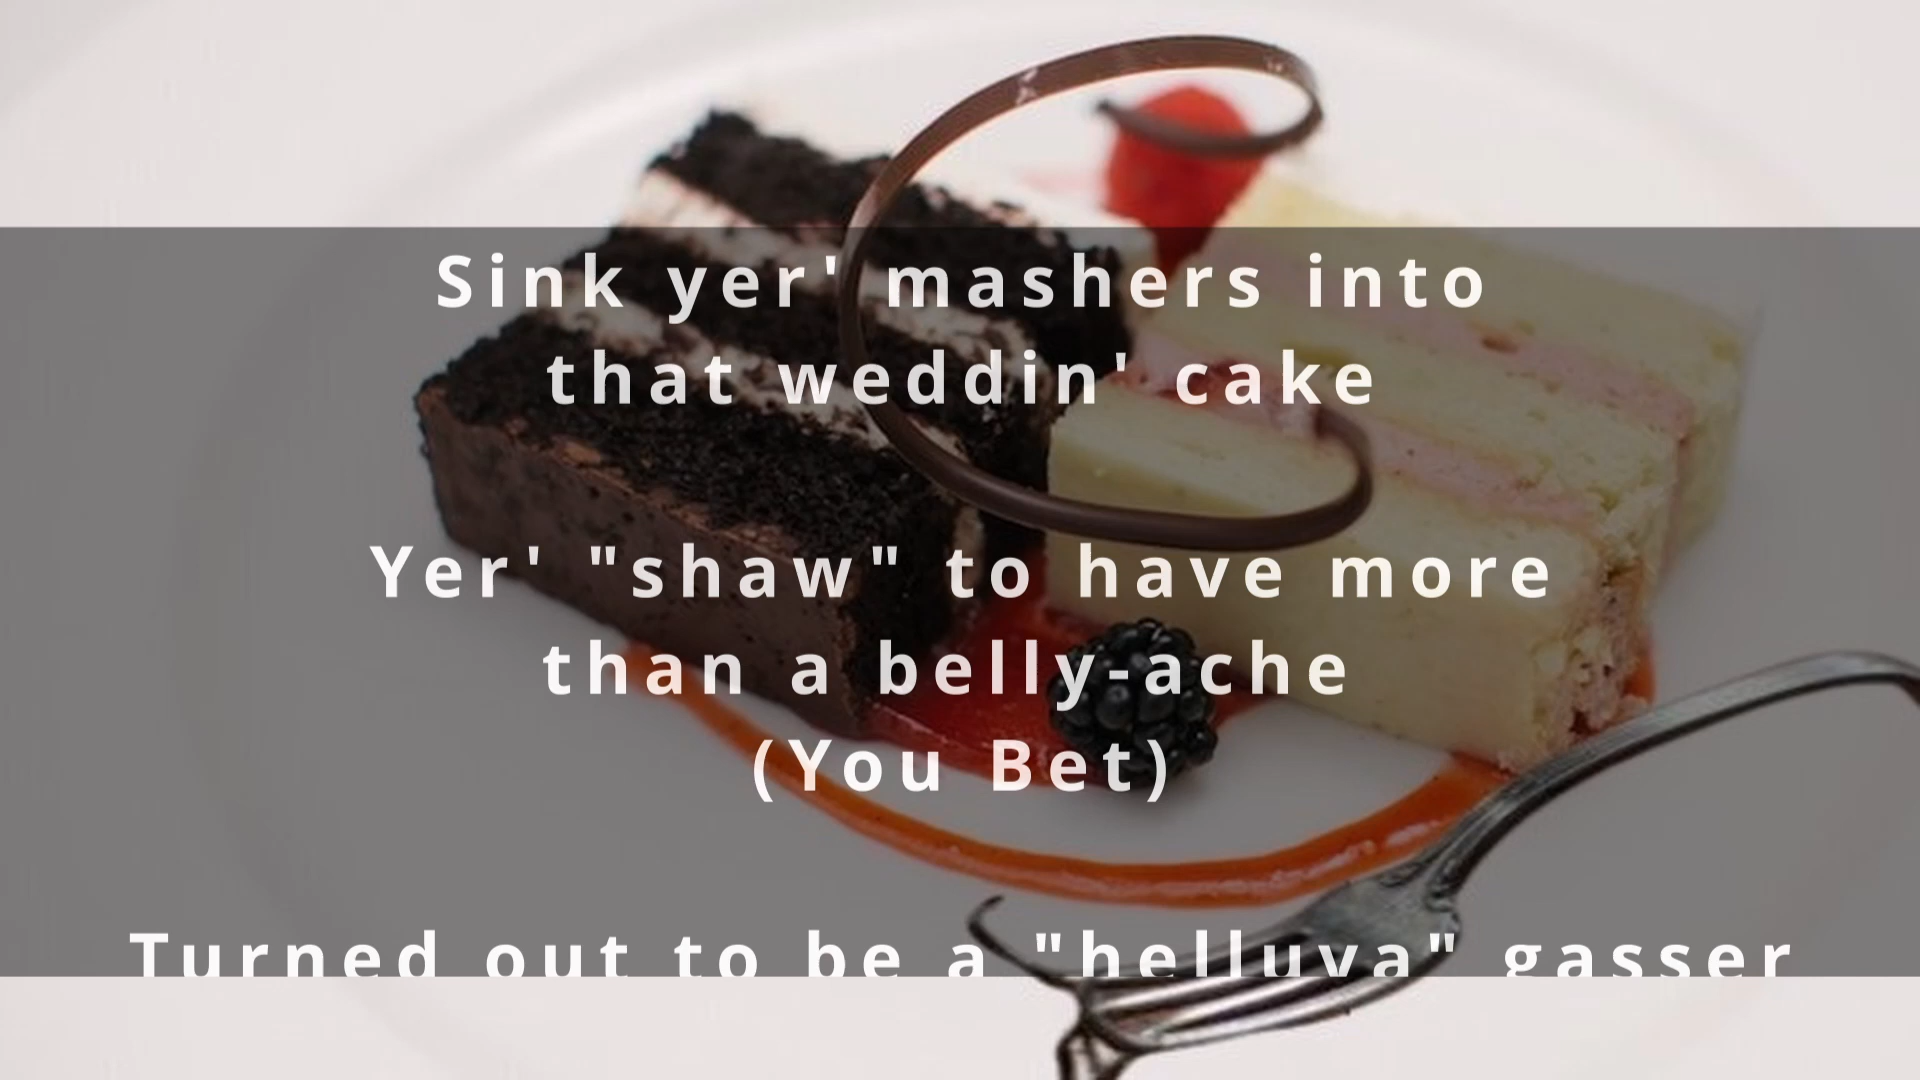 Sink yer' mashers into
that weddin' cake
Yer' "shaw" to have more
than a belly-ache
(You Bet)
Turned out to be a "helluva" gasser